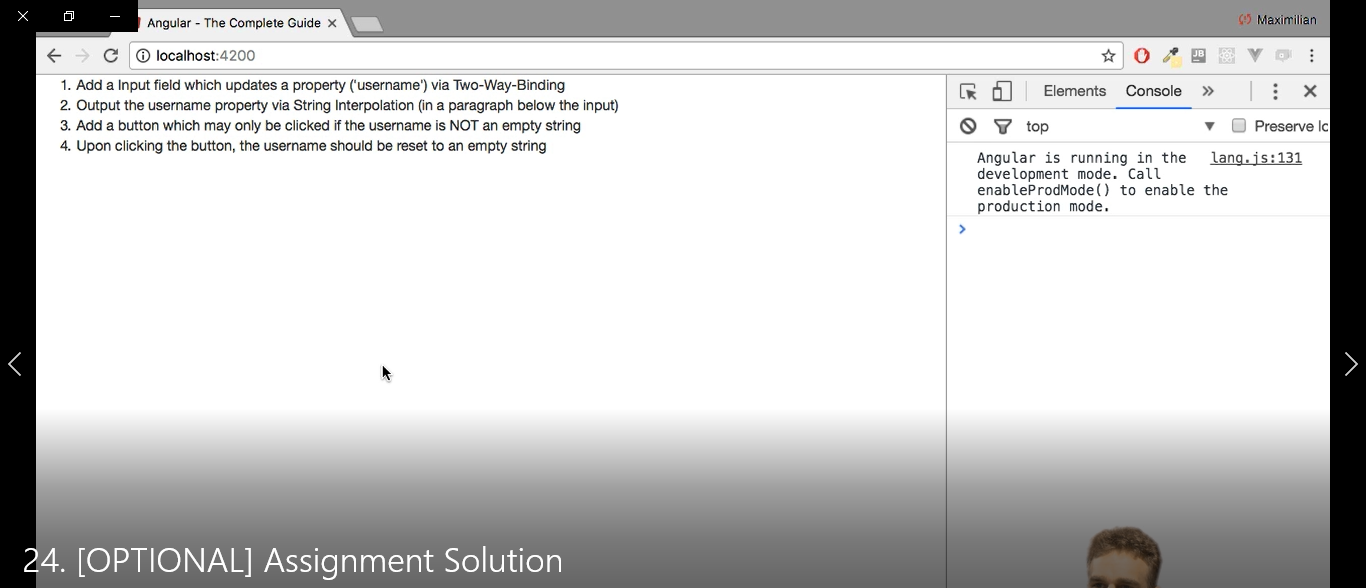 Angular - The Complete Guide
Maximilian
localhost:4200
1. Add a Input field which updates a property ('username') via Two-Way-Binding
2. Output the username property via String Interpolation (in a paragraph below the input)
3. Add a button which may only be clicked if the username is NOT an empty string
4. Upon clicking the button, the username should be reset to an empty string
Elements Console
top Preserve lo
Angular is running in the lang.js:131
development mode. Call
enableProdMode() to enable the
production mode.
24. [OPTIONAL] Assignment Solution